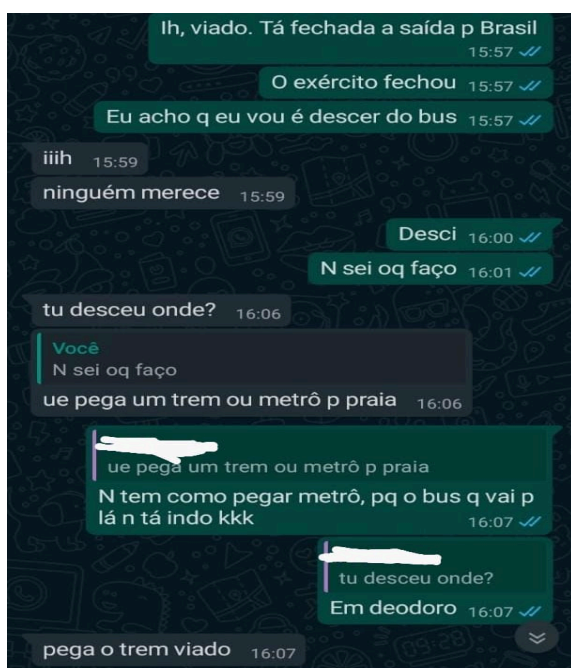 Ih, viado. Tá fechada a saída p Brasil
15:57
O exército fechou 15:57
Eu acho q eu vou é descer do bus 15:57
iiih 15:59
ninguém merece 15:59
Desci 16:00
N sei oq faço 16:01
tu desceu onde? 16:06
Você
N sei oq faço
ue pega um trem ou metrô p praia 16:06
ue pega um trem ou metrô p praia
N tem como pegar metrô, pq o bus q vai p
lá n tá indo kkk 16:07
tu desceu onde?
Em deodoro 16:07
pega o trem viado 16:07